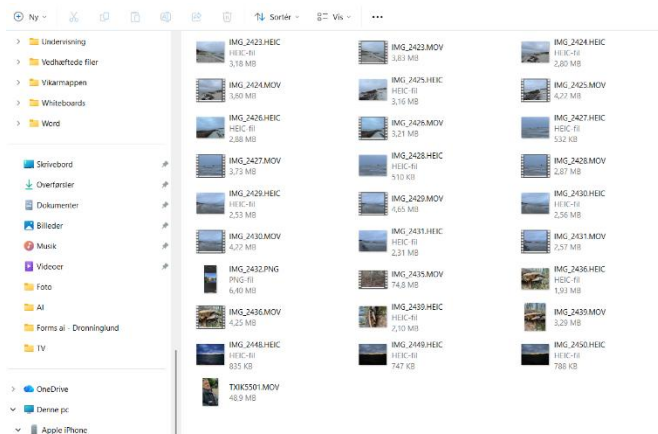 Ny
Sortér
Vis
Undervisning
Vedhæftede filer
Vikarmappen
Whiteboards
Word
Skrivebord
Overførsler
Dokumenter
Billeder
Musik
Videoer
Foto
AI
Forms ai - Dronninglund
TV
OneDrive
Denne pc
Apple iPhone
IMG_2423.HEIC
HEIC-fil
3,18 MB
IMG_2423.MOV
3,83 MB
IMG_2424.HEIC
HEIC-fil
2,80 MB
IMG_2424.MOV
3,60 MB
IMG_2425.HEIC
HEIC-fil
3,16 MB
IMG_2425.MOV
4,27 MB
IMG_2426.HEIC
HEIC-fil
2,88 MB
IMG_2426.MOV
3,21 MB
IMG_2427.HEIC
HEIC-fil
532 KB
IMG_2427.MOV
3,73 MB
IMG_2428.HEIC
HEIC-fil
510 KB
IMG_2428.MOV
2,87 MB
IMG_2429.HEIC
HEIC-fil
2,53 MB
IMG_2429.MOV
4,65 MB
IMG_2430.HEIC
HEIC-fil
2,56 MB
IMG_2430.MOV
4,22 MB
IMG_2431.HEIC
HEIC-fil
2,31 MB
IMG_2431.MOV
2,57 MB
IMG_2432.PNG
PNG-fil
6,40 MB
IMG_2435.MOV
74,8 MB
IMG_2436.HEIC
HEIC-fil
1,93 MB
IMG_2436.MOV
4,25 MB
IMG_2439.HEIC
HEIC-fil
2,10 MB
IMG_2439.MOV
3,29 MB
IMG_2448.HEIC
HEIC-fil
835 KB
IMG_2449.HEIC
HEIC-fil
747 KB
IMG_2450.HEIC
HEIC-fil
788 KB
TXIK5501.MOV
48,9 MB